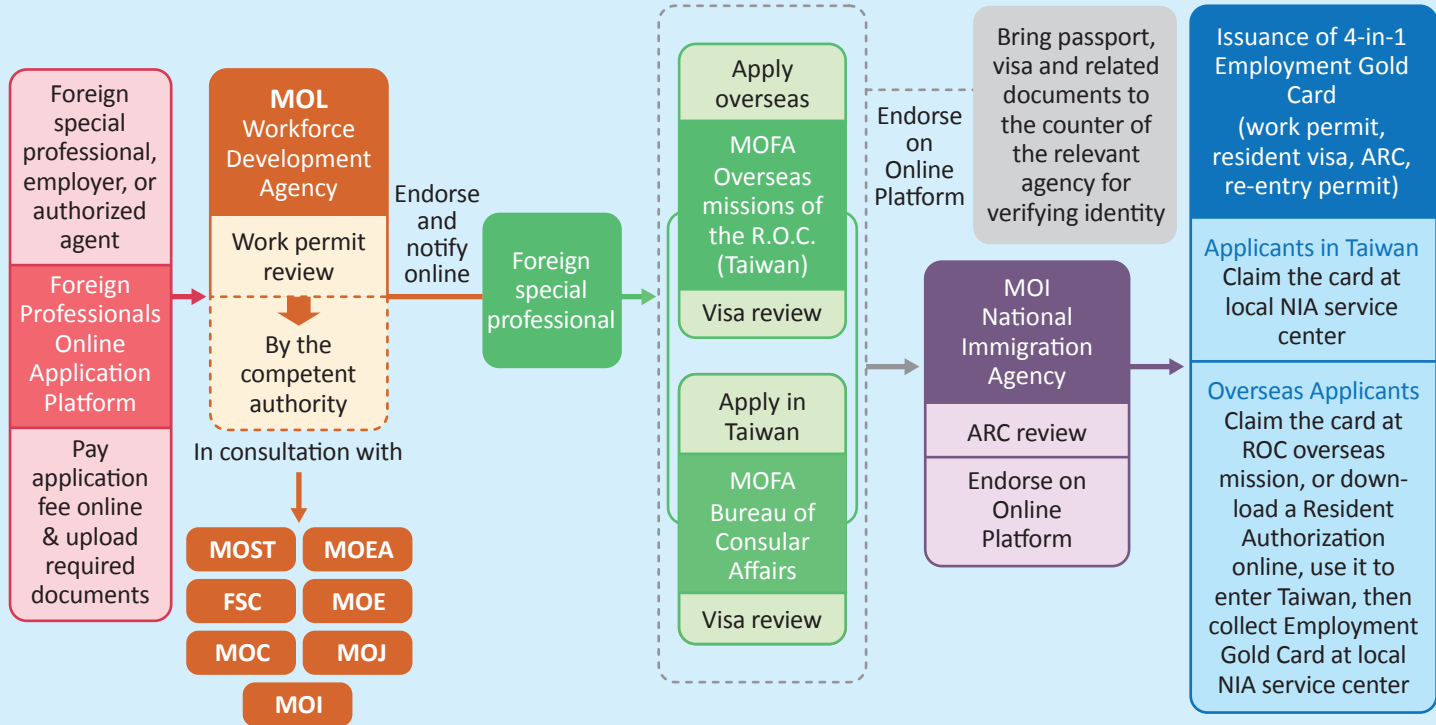 Foreign
special
professional,
employer, or
authorized
agent
Foreign
Professionals
Online
Application
Platform
Pay
application
fee online
& upload
required
documents
MOL
Workforce
Development
Agency
Work permit
review
By the
competent
authority
In consultation with
MOST
MOEA
FSC
MOE
MOC
MOJ
MOI
Endorse
and
notify
online
Foreign
special
professional
Apply
overseas
MOFA
Overseas
missions of
the R.O.C.
(Taiwan)
Visa review
Apply in
Taiwan
MOFA
Bureau of
Consular
Affairs
Visa review
Endorse
on
Online
Platform
Bring passport,
visa and related
documents to
the counter of
the relevant
agency for
verifying identity
MOI
National
Immigration
Agency
ARC review
Endorse on
Online
Platform
Issuance of 4-in-1
Employment Gold
Card
(work permit,
resident visa, ARC,
re-entry permit)
Applicants in Taiwan
Claim the card at
local NIA service
center
Overseas Applicants
Claim the card at
ROC overseas
mission, or down-
load a Resident
Authorization
online, use it to
enter Taiwan, then
collect Employment
Gold Card at local
NIA service center